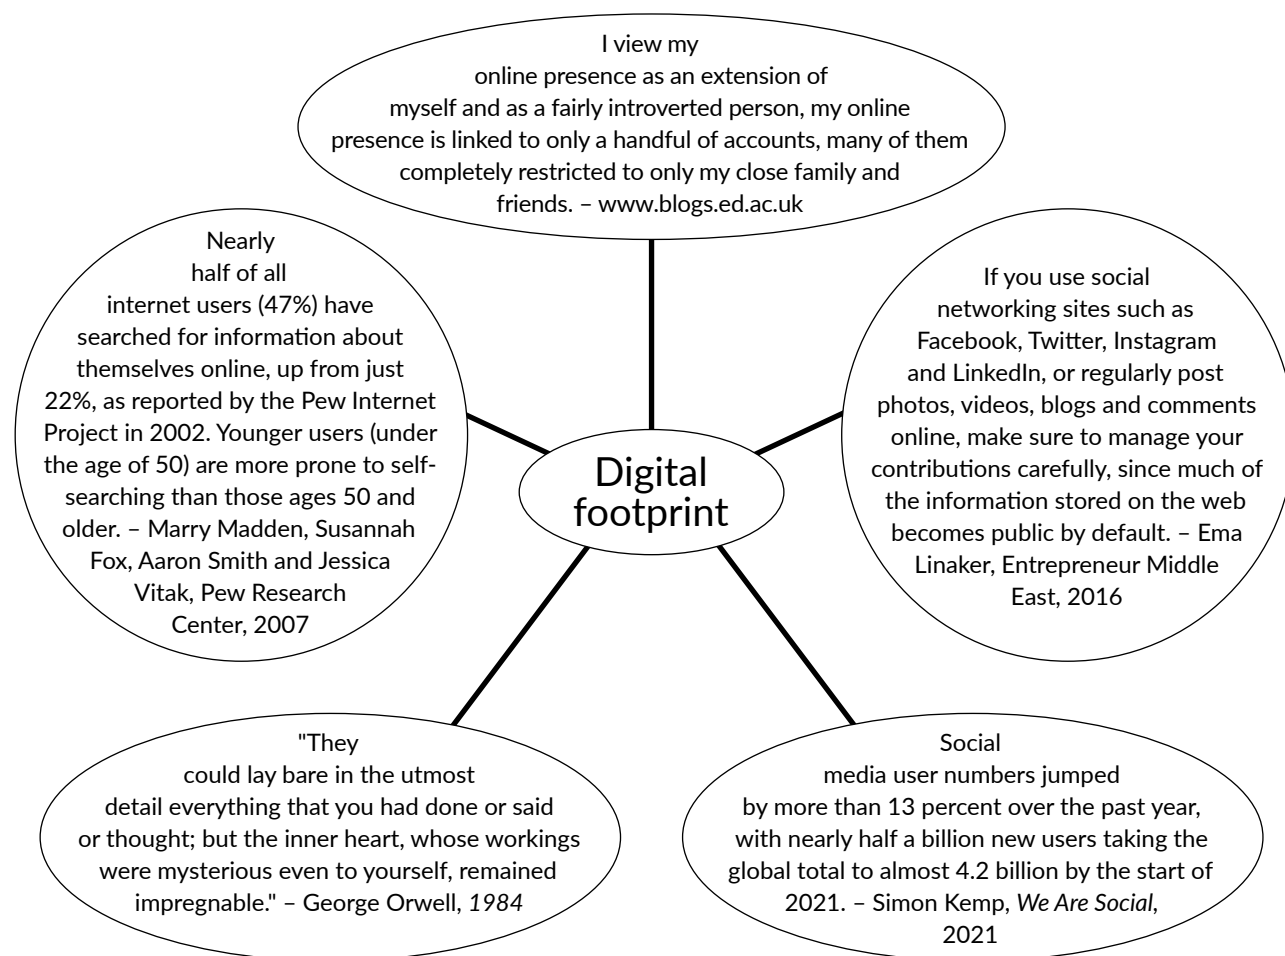 I view my
online presence as an extension of
myself and as a fairly introverted person, my online
presence is linked to only a handful of accounts, many of them
completely restricted to only my close family and
friends. – www.blogs.ed.ac.uk
Nearly
half of all
internet users (47%) have
searched for information about
themselves online, up from just
22%, as reported by the Pew Internet
Project in 2002. Younger users (under
the age of 50) are more prone to self-
searching than those ages 50 and
older. – Marry Madden, Susannah
Fox, Aaron Smith and Jessica
Vitak, Pew Research
Center, 2007
If you use social
networking sites such as
Facebook, Twitter, Instagram
and LinkedIn, or regularly post
photos, videos, blogs and comments
online, make sure to manage your
contributions carefully, since much of
the information stored on the web
becomes public by default. – Ema
Linaker, Entrepreneur Middle
East, 2016
Digital
footprint
"They
could lay bare in the utmost
detail everything that you had done or said
or thought; but the inner heart, whose workings
were mysterious even to yourself, remained
impregnable." – George Orwell, 1984
Social
media user numbers jumped
by more than 13 percent over the past year,
with nearly half a billion new users taking the
global total to almost 4.2 billion by the start of
2021. – Simon Kemp, We Are Social,
2021